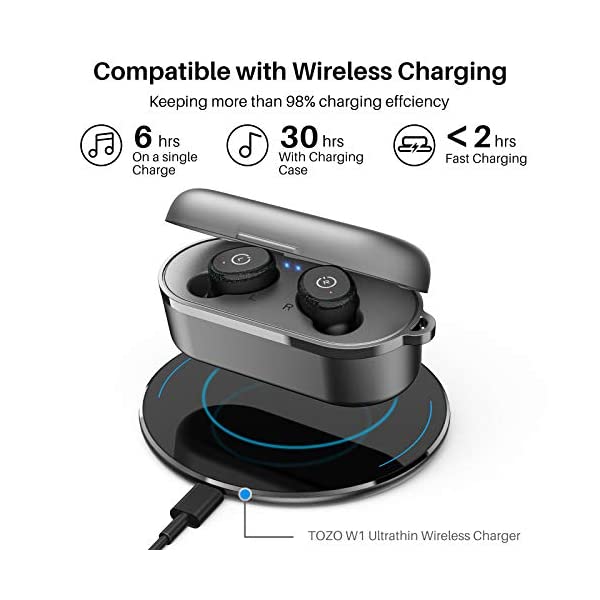 Compatible with Wireless Charging
Keeping more than 98% charging effciency
6 hrs
On a single
Charge
30 hrs
With Charging
Case
< 2 hrs
Fast Charging
L
R
TOZO W1 Ultrathin Wireless Charger